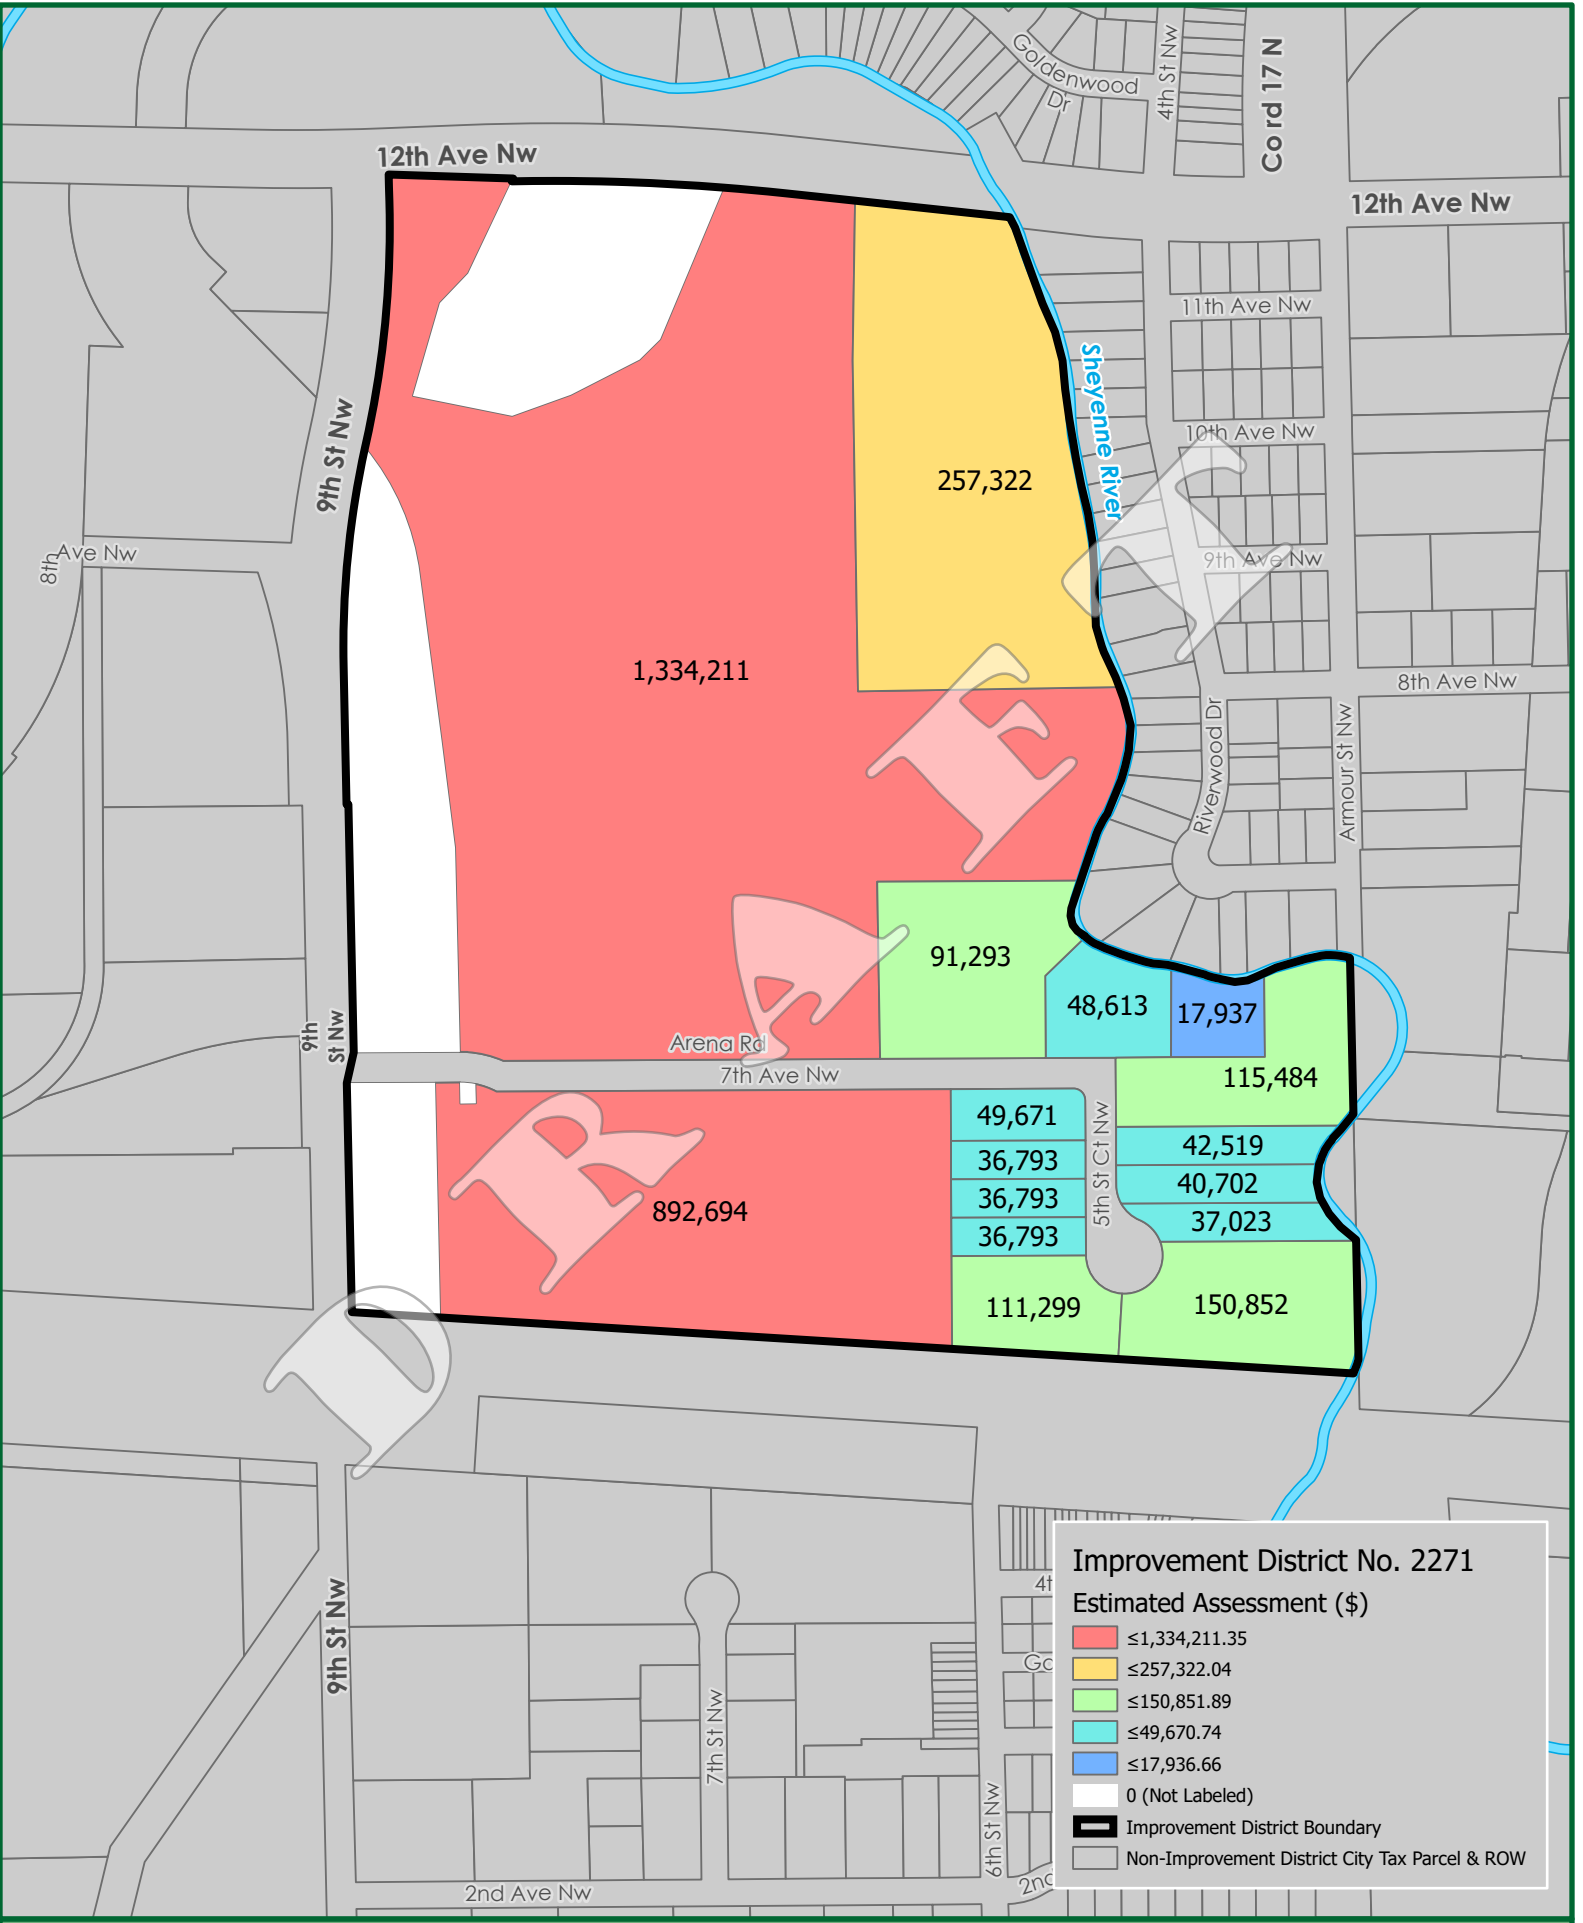 Goldenwood
Dr
4th St Nw
Co rd 17 N
12th Ave Nw
12th Ave Nw
11th Ave Nw
Sheyenne River
10th Ave Nw
9th St Nw
257,322
9th Ave Nw
8th
Ave Nw
1,334,211
8th Ave Nw
Riverwood Dr
Armour St Nw
91,293
48,613
17,937
9th
St Nw
Arena Rd
7th Ave Nw
115,484
49,671
42,519
36,793
40,702
36,793
5th St Ct Nw
37,023
36,793
892,694
111,299
150,852
DRAFT
9th St Nw
7th St Nw
6th St Nw
2nd Ave Nw
4t
Go
2nd
Improvement District No. 2271
Estimated Assessment ($)
≤1,334,211.35
≤257,322.04
≤150,851.89
≤49,670.74
≤17,936.66
0 (Not Labeled)
Improvement District Boundary
Non-Improvement District City Tax Parcel & ROW